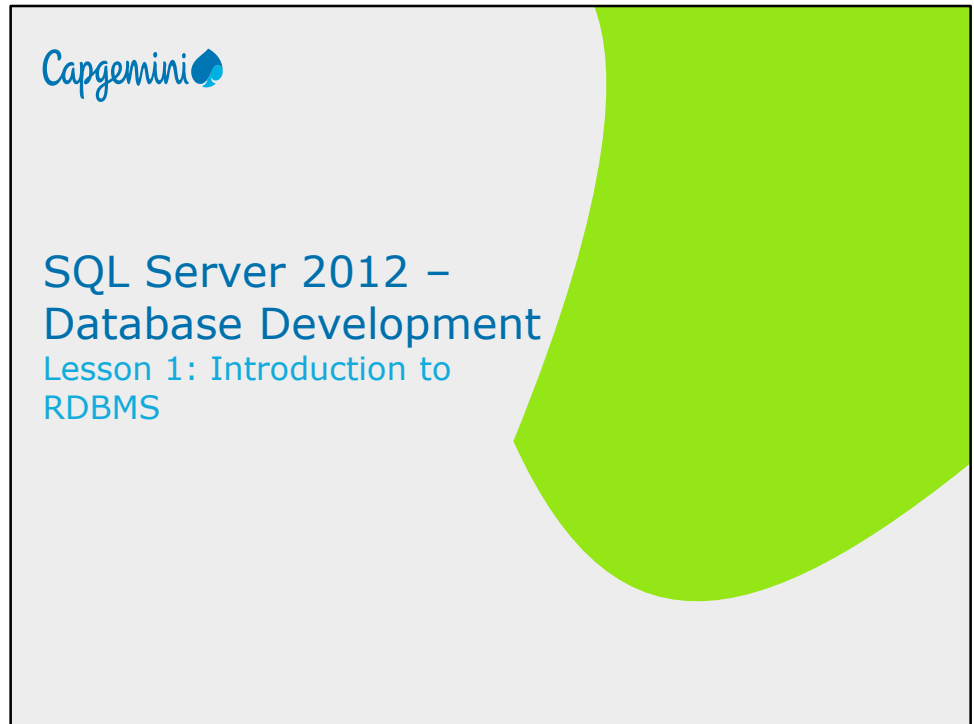 Capgemini
SQL Server 2012 –
Database Development
Lesson 1: Introduction to
RDBMS